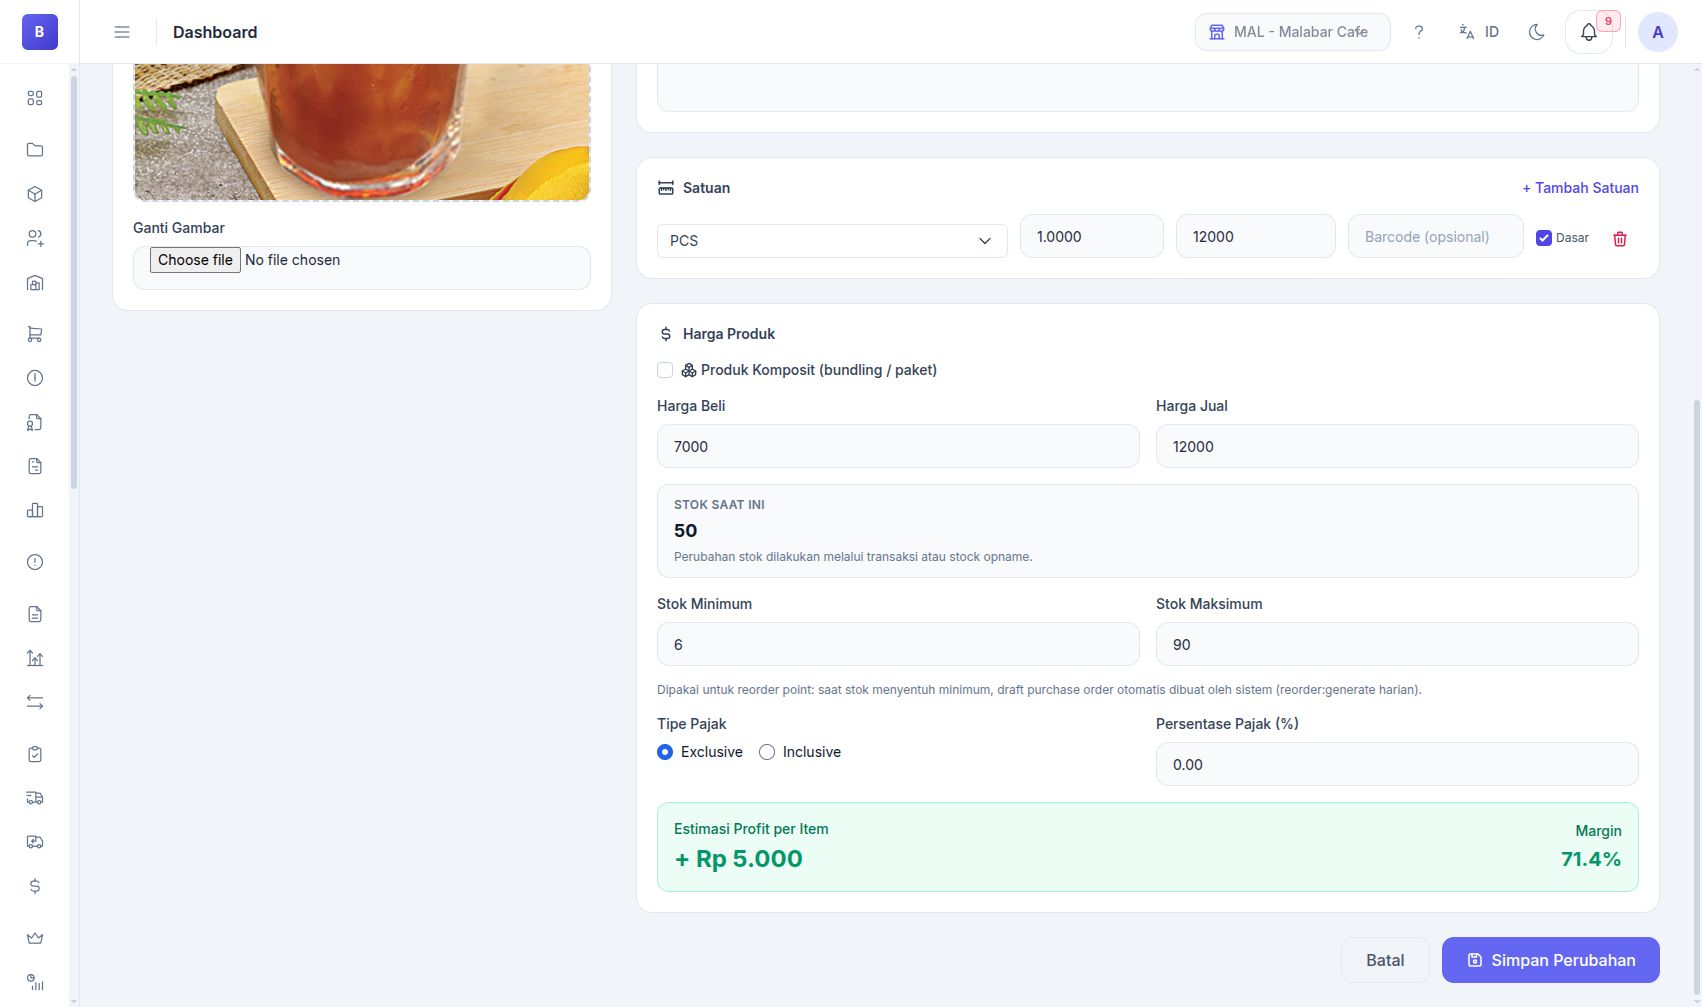 B
Dashboard
MAL - Malabar Cafe
?
ID
9
A
Ganti Gambar
Choose file No file chosen
Satuan
+ Tambah Satuan
PCS
1.0000
12000
Barcode (opsional)
Dasar
Harga Produk
Produk Komposit (bundling / paket)
Harga Beli
Harga Jual
7000
12000
STOK SAAT INI
50
Perubahan stok dilakukan melalui transaksi atau stock opname.
Stok Minimum
Stok Maksimum
6
90
Dipakai untuk reorder point: saat stok menyentuh minimum, draft purchase order otomatis dibuat oleh sistem (reorder:generate harian).
Tipe Pajak
Persentase Pajak (%)
Exclusive
Inclusive
0.00
Estimasi Profit per Item
Margin
+ Rp 5.000
71.4%
Batal
Simpan Perubahan